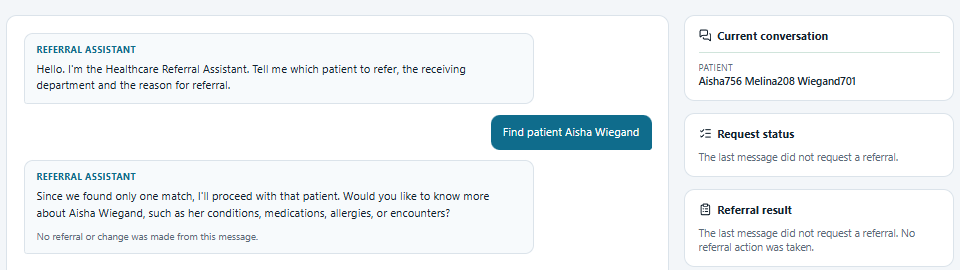 REFERRAL ASSISTANT
Hello. I'm the Healthcare Referral Assistant. Tell me which patient to refer, the receiving
department and the reason for referral.
Find patient Aisha Wiegand
REFERRAL ASSISTANT
Since we found only one match, I'll proceed with that patient. Would you like to know more
about Aisha Wiegand, such as her conditions, medications, allergies, or encounters?
No referral or change was made from this message.
Current conversation
PATIENT
Aisha756 Melina208 Wiegand701
Request status
The last message did not request a referral.
Referral result
The last message did not request a referral. No
referral action was taken.